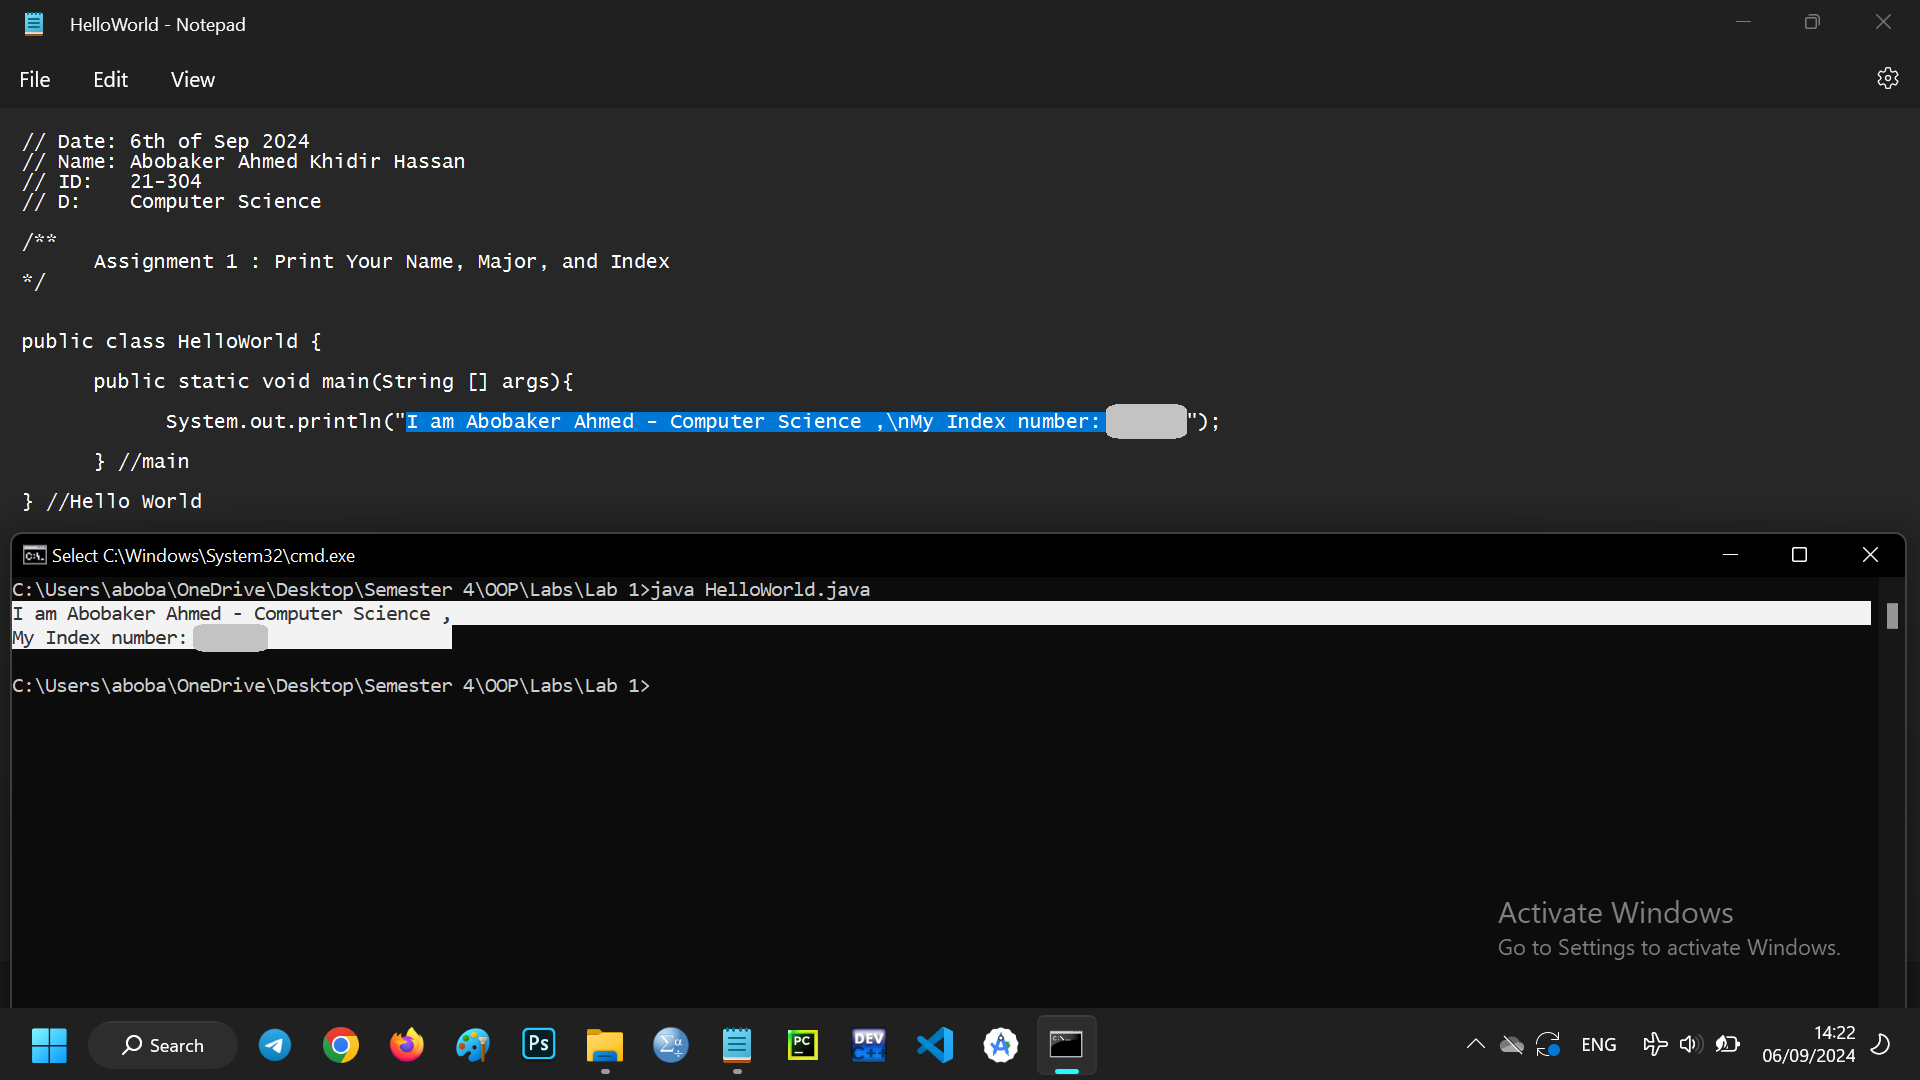 HelloWorld - Notepad
File Edit View
// Date: 6th of Sep 2024
// Name: Abobaker Ahmed Khidir Hassan
// ID: 21-304
// D: Computer Science
/**
Assignment 1 : Print Your Name, Major, and Index
*/
public class HelloWorld {
public static void main(String [] args){
System.out.println("I am Abobaker Ahmed - Computer Science ,\nMy Index number: ");
} //main
} //Hello World
Select C:\Windows\System32\cmd.exe
C:\Users\aboba\OneDrive\Desktop\Semester 4\OOP\Labs\Lab 1>java HelloWorld.java
I am Abobaker Ahmed - Computer Science ,
My Index number:
C:\Users\aboba\OneDrive\Desktop\Semester 4\OOP\Labs\Lab 1>
Activate Windows
Go to Settings to activate Windows.
Search
Ps
PC
DEV
C++
ENG
14:22
06/09/2024